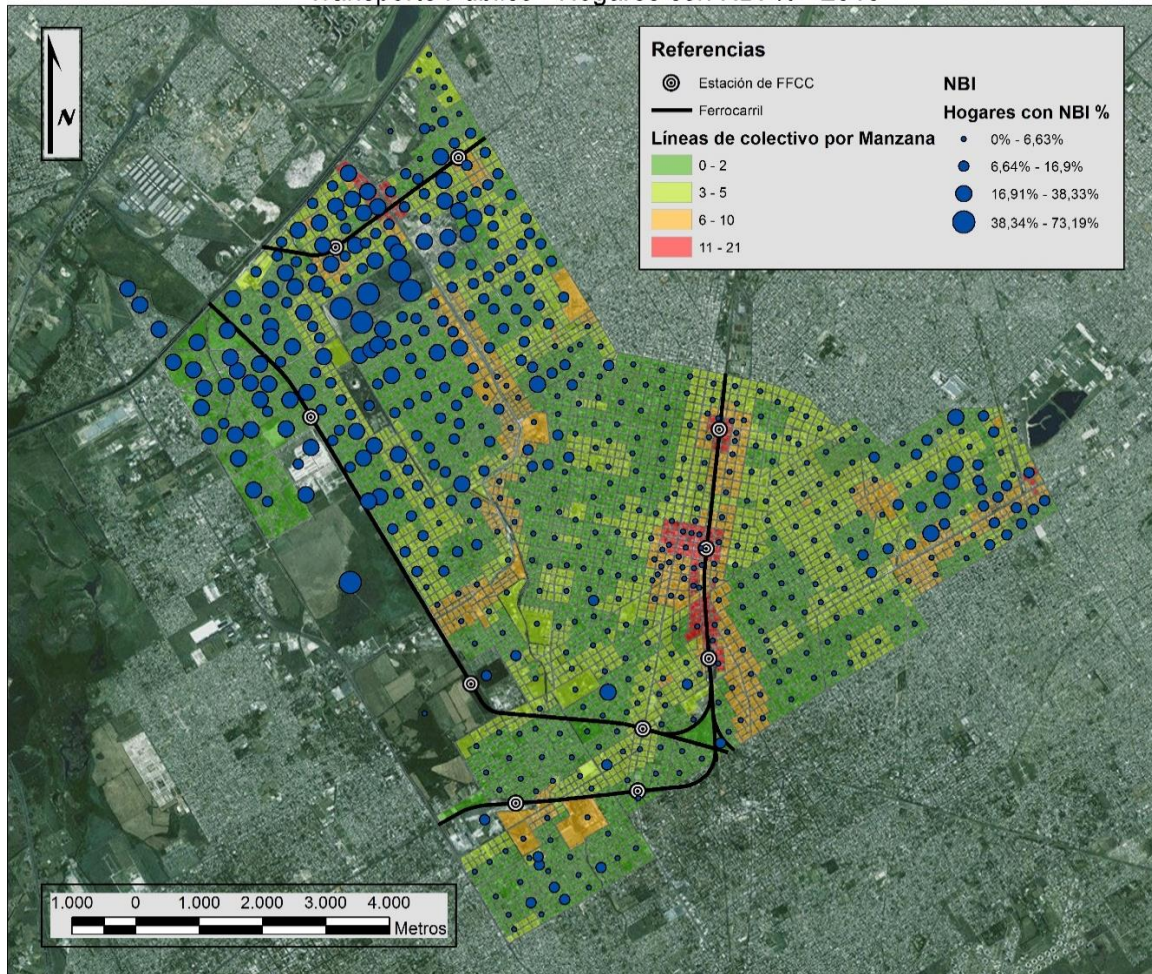 Referencias
Estación de FFCC
Ferrocarril
Líneas de colectivo por Manzana
0 - 2
3 - 5
6 - 10
11 - 21
NBI
Hogares con NBI %
0% - 6,63%
6,64% - 16,9%
16,91% - 38,33%
38,34% - 73,19%
N
1.000 0 1.000 2.000 3.000 4.000
Metros